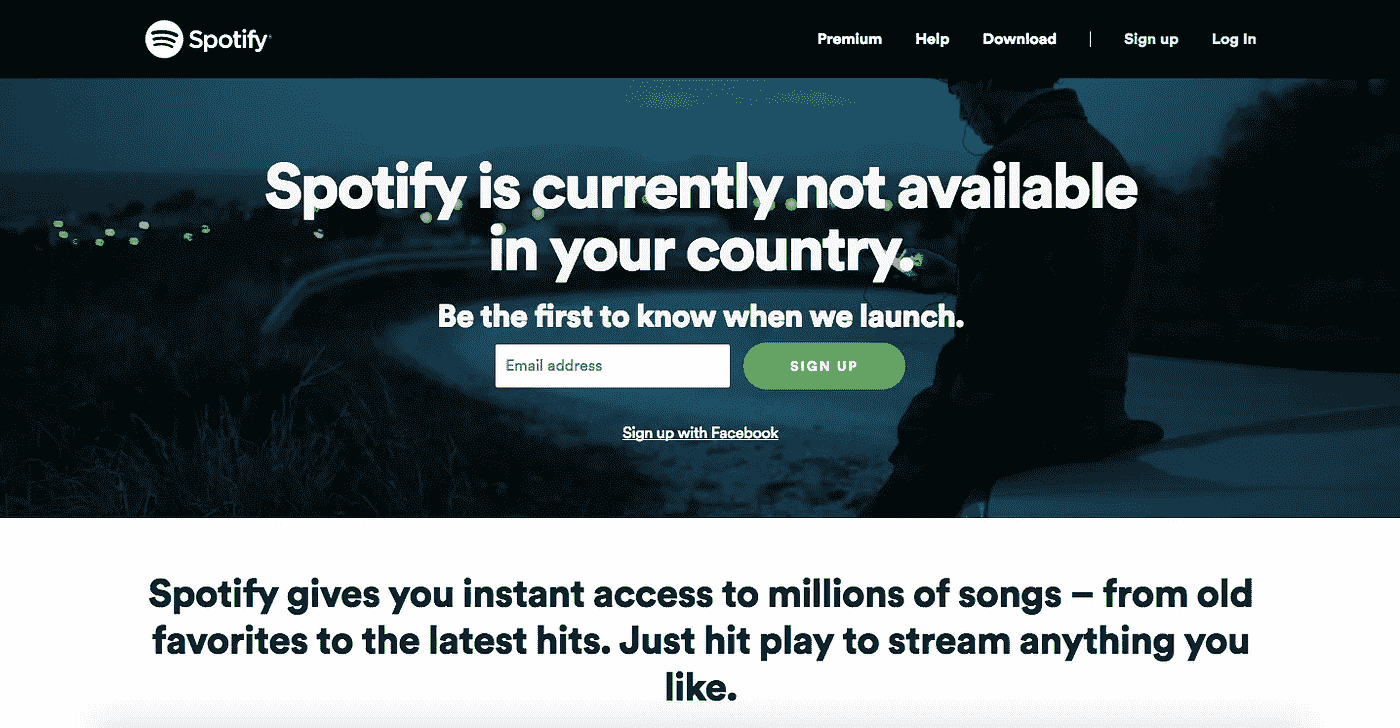 Spotify
Premium Help Download | Sign up Log In
Spotify is currently not available
in your country.
Be the first to know when we launch.
Email address SIGN UP
Sign up with Facebook
Spotify gives you instant access to millions of songs – from old
favorites to the latest hits. Just hit play to stream anything you
like.